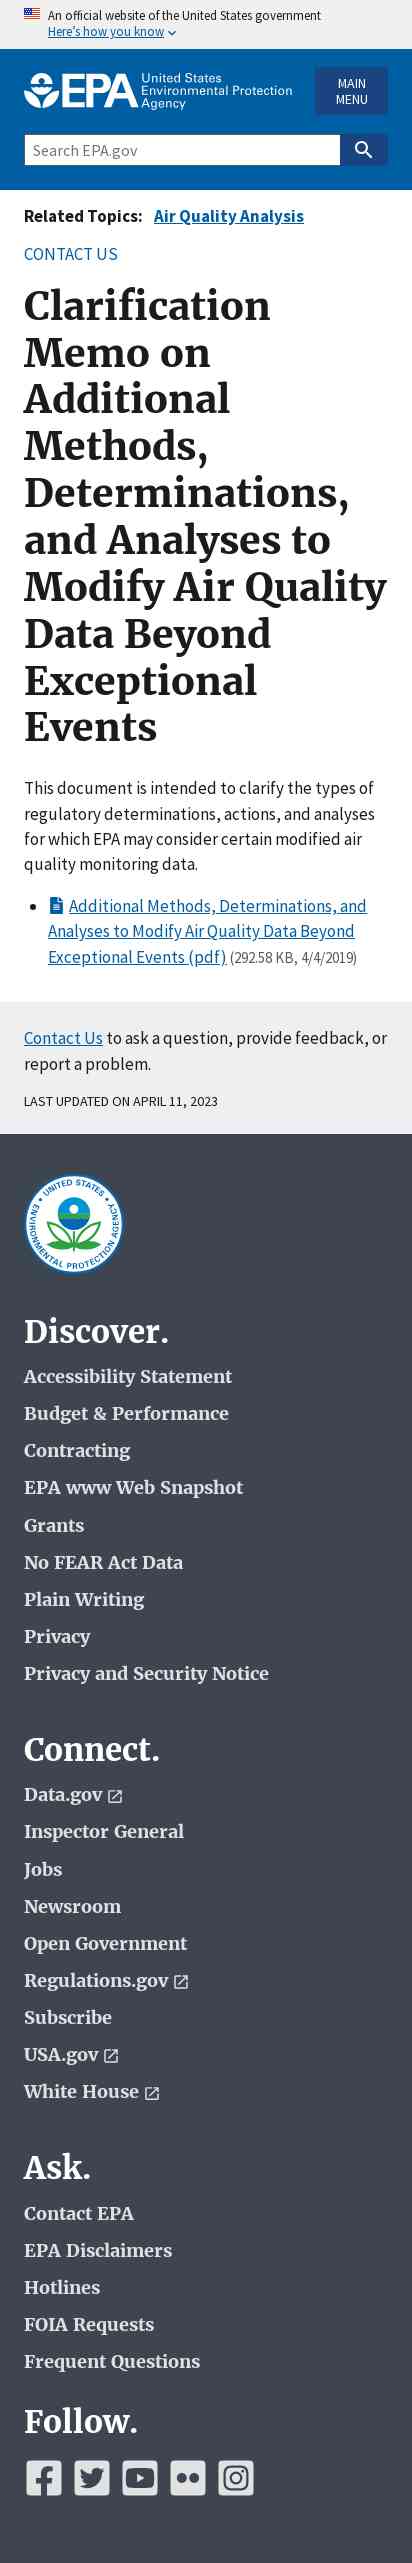 An official website of the United States government
Here's how you know
EPA United States
Environmental Protection
Agency
MAIN
MENU
Search EPA.gov
Related Topics: Air Quality Analysis
CONTACT US
Clarification
Memo on
Additional
Methods,
Determinations,
and Analyses to
Modify Air Quality
Data Beyond
Exceptional
Events
This document is intended to clarify the types of
regulatory determinations, actions, and analyses
for which EPA may consider certain modified air
quality monitoring data.
Additional Methods, Determinations, and
Analyses to Modify Air Quality Data Beyond
Exceptional Events (pdf) (292.58 KB, 4/4/2019)
Contact Us to ask a question, provide feedback, or
report a problem.
LAST UPDATED ON APRIL 11, 2023
UNITED STATES
ENVIRONMENTAL PROTECTION AGENCY
Discover.
Accessibility Statement
Budget & Performance
Contracting
EPA www Web Snapshot
Grants
No FEAR Act Data
Plain Writing
Privacy
Privacy and Security Notice
Connect.
Data.gov
Inspector General
Jobs
Newsroom
Open Government
Regulations.gov
Subscribe
USA.gov
White House
Ask.
Contact EPA
EPA Disclaimers
Hotlines
FOIA Requests
Frequent Questions
Follow.